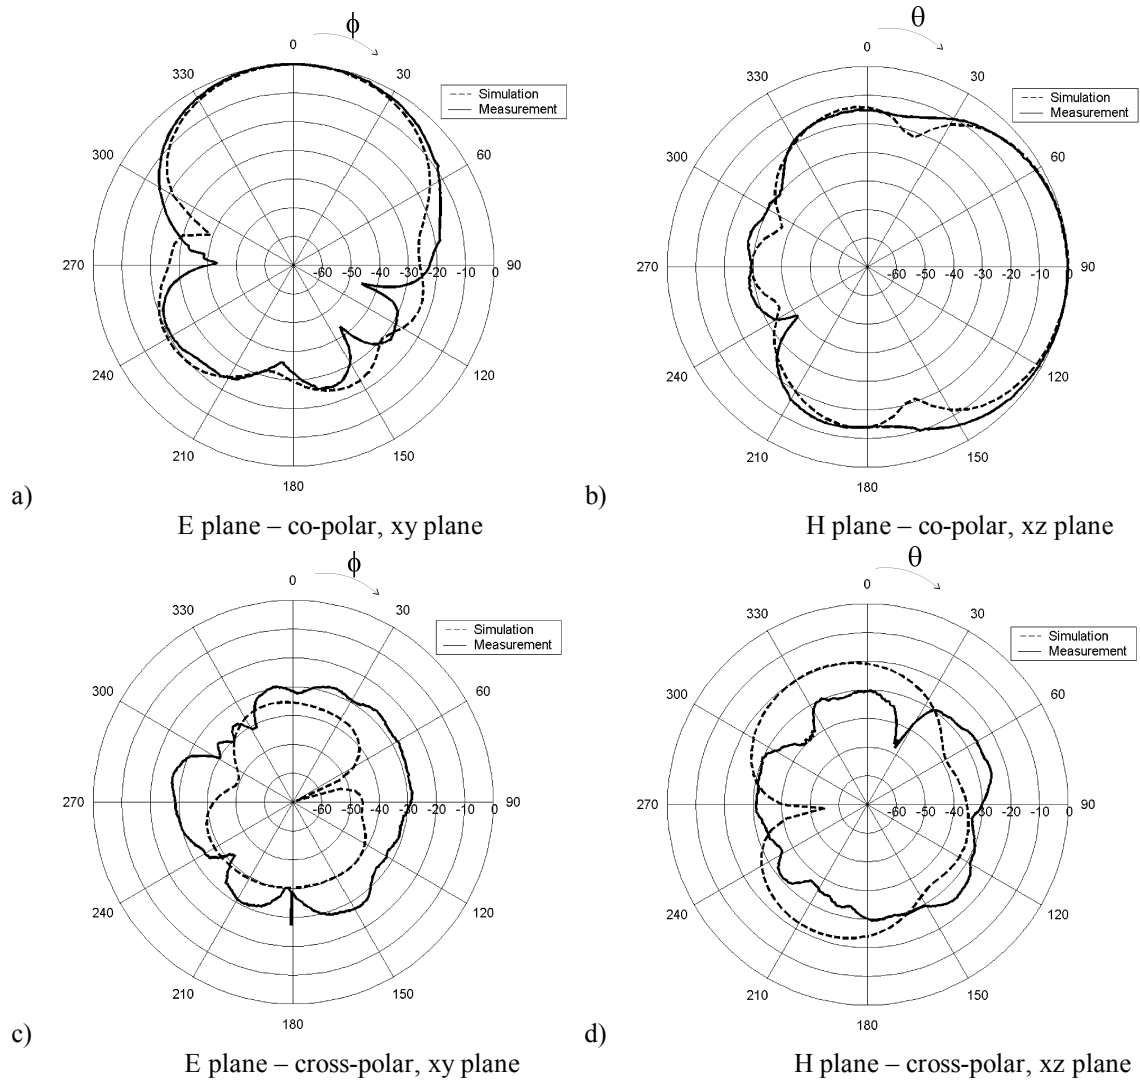 ϕ
0
330
30
Simulation
Measurement
300
60
270
-60 -50 -40 -30 -20 -10 0
90
240
120
210
150
180
a)
E plane – co-polar, xy plane
θ
0
330
30
Simulation
Measurement
300
60
270
-60 -50 -40 -30 -20 -10 0
90
240
120
210
150
180
b)
H plane – co-polar, xz plane
ϕ
0
330
30
Simulation
Measurement
300
60
270
-60 -50 -40 -30 -20 -10 0
90
240
120
210
150
180
c)
E plane – cross-polar, xy plane
θ
0
330
30
Simulation
Measurement
300
60
270
-60 -50 -40 -30 -20 -10 0
90
240
120
210
150
180
d)
H plane – cross-polar, xz plane